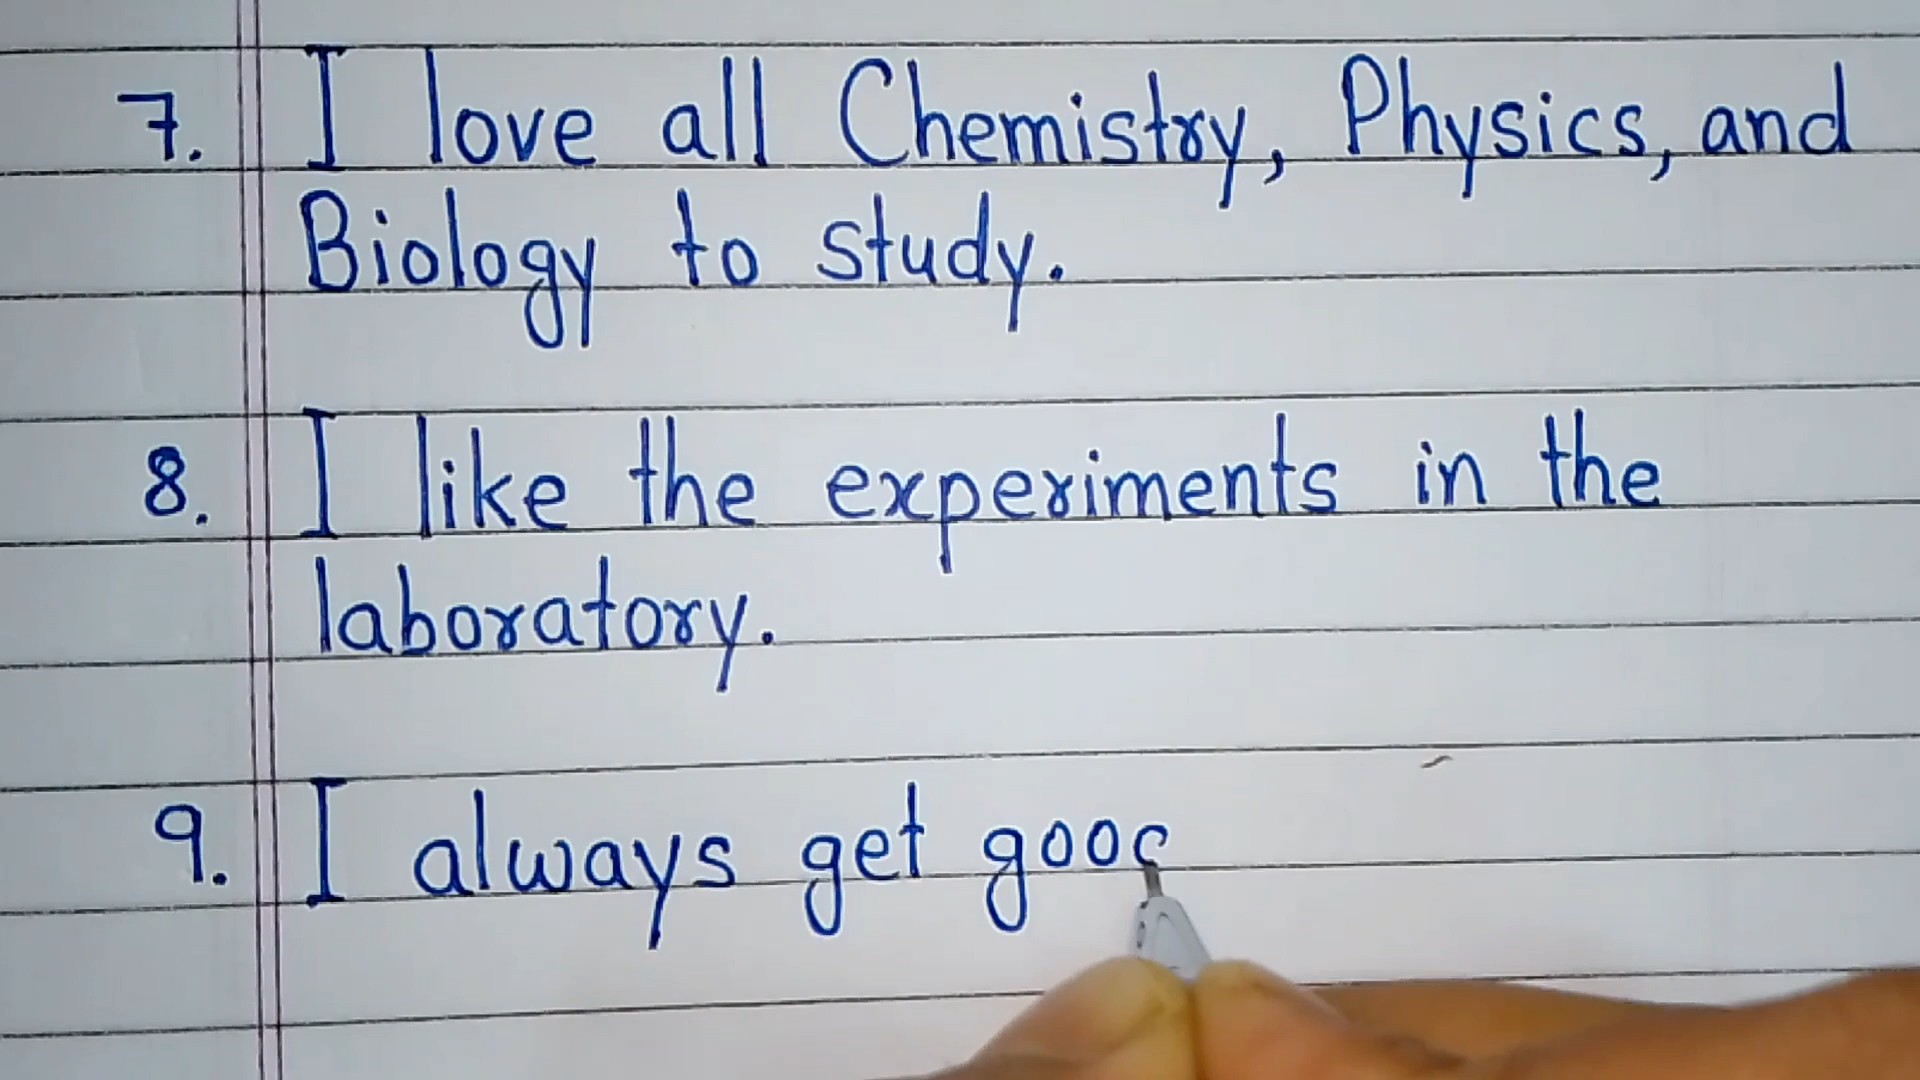 7. I love all Chemistry, Physics, and
Biology to study.
8. I like the experiments in the
laboratory.
9. I always get gooc